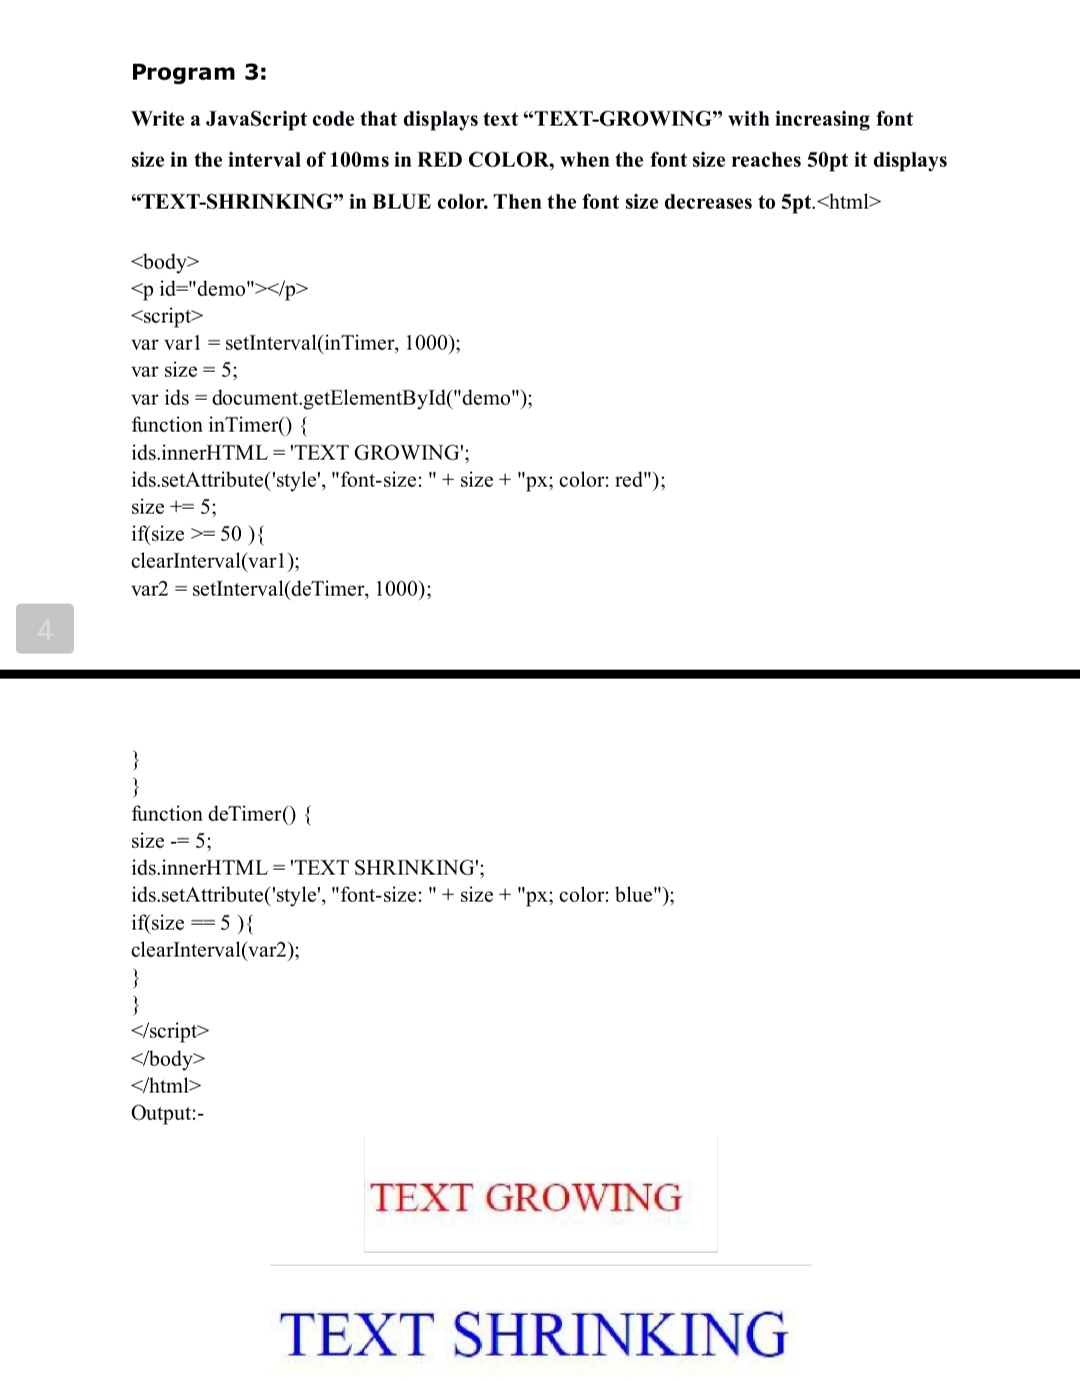 Program 3:
Write a JavaScript code that displays text “TEXT-GROWING” with increasing font
size in the interval of 100ms in RED COLOR, when the font size reaches 50pt it displays
“TEXT-SHRINKING” in BLUE color. Then the font size decreases to 5pt.<html>
<body>
<p id="demo"></p>
<script>
var var1 = setInterval(inTimer, 1000);
var size = 5;
var ids = document.getElementById("demo");
function inTimer() {
ids.innerHTML = 'TEXT GROWING';
ids.setAttribute('style', "font-size: " + size + "px; color: red");
size += 5;
if(size >= 50 ){
clearInterval(var1);
var2 = setInterval(deTimer, 1000);
4
}
}
function deTimer() {
size -= 5;
ids.innerHTML = 'TEXT SHRINKING';
ids.setAttribute('style', "font-size: " + size + "px; color: blue");
if(size == 5 ){
clearInterval(var2);
}
}
</script>
</body>
</html>
Output:-
TEXT GROWING
TEXT SHRINKING